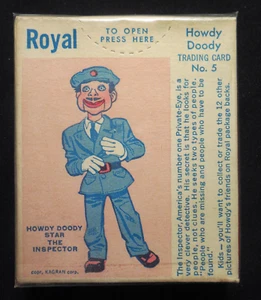 Royal
TO OPEN
PRESS HERE
Howdy
Doody
TRADING CARD
No. 5
HOWDY DOODY
STAR
THE
INSPECTOR
COPR. KAGRAN CORP.
The Inspector, America's number one Private-Eye, is a
very clever detective. His secret is that he looks for
people, not clues. He seeks two types of people,
"People who are missing and people who have to be
found."
Kids — you'll want to collect or trade the 12 other
pictures of Howdy's friends on Royal package backs.